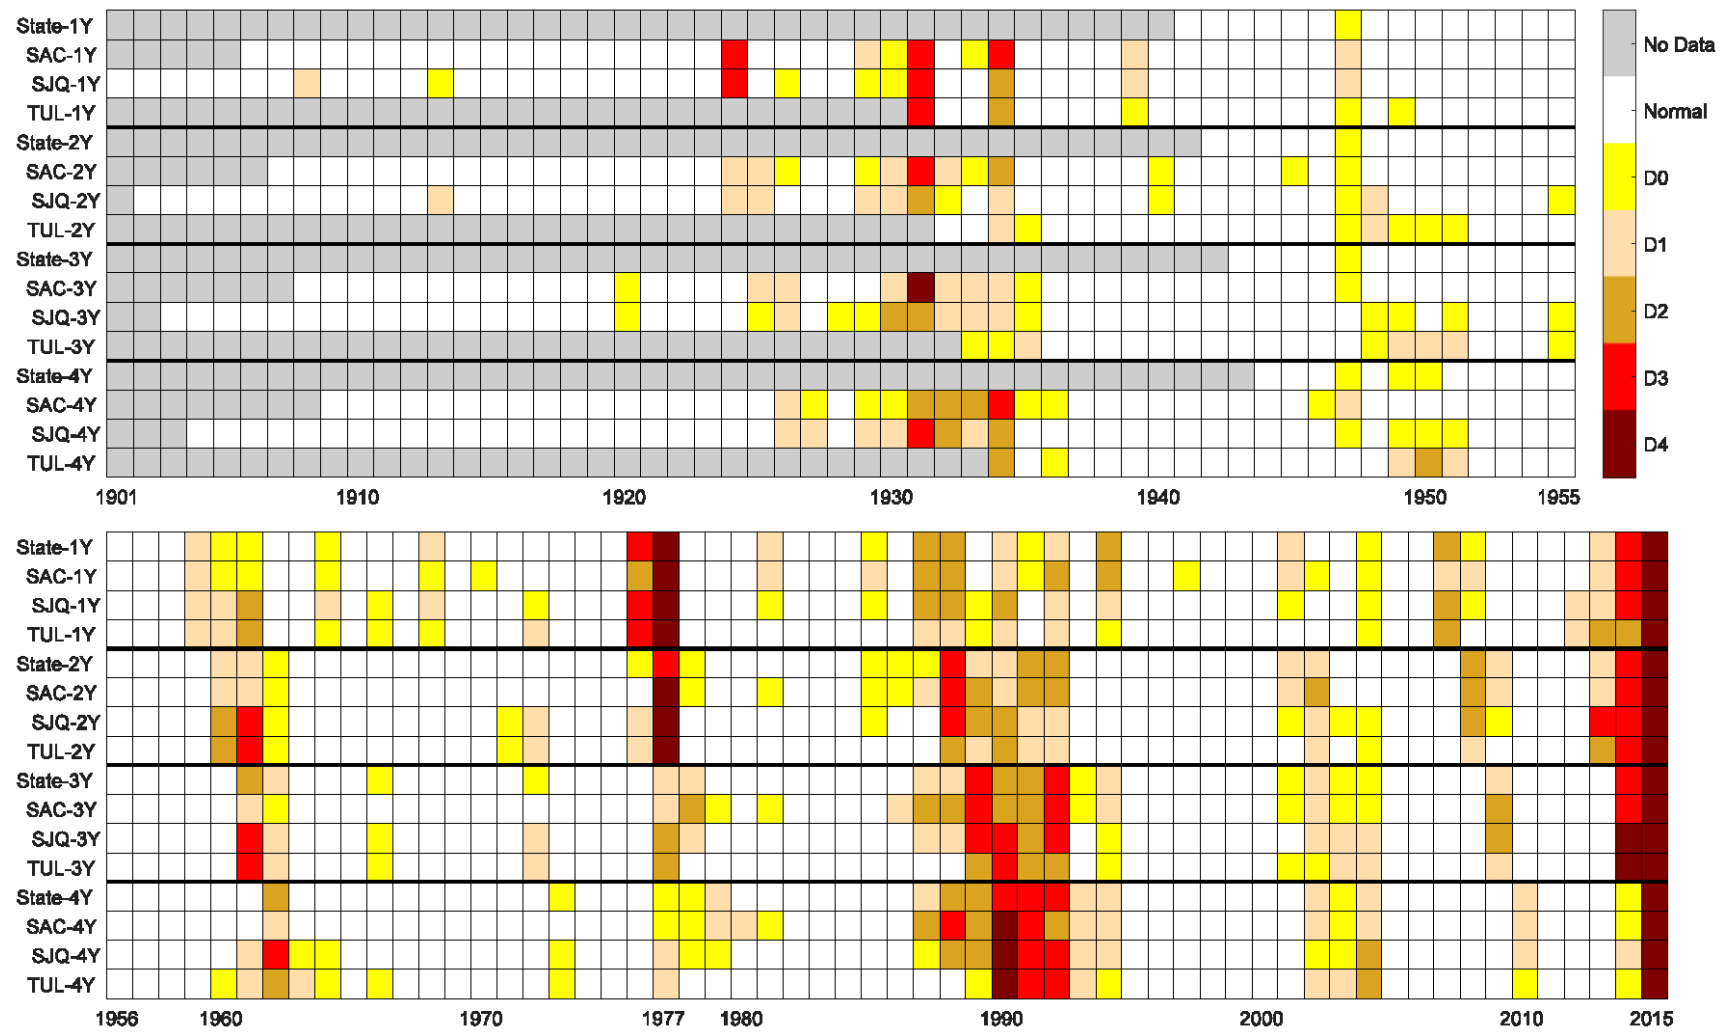 State-1Y
SAC-1Y
SJQ-1Y
TUL-1Y
State-2Y
SAC-2Y
SJQ-2Y
TUL-2Y
State-3Y
SAC-3Y
SJQ-3Y
TUL-3Y
State-4Y
SAC-4Y
SJQ-4Y
TUL-4Y
1901 1910 1920 1930 1940 1950 1955
No Data
Normal
D0
D1
D2
D3
D4
State-1Y
SAC-1Y
SJQ-1Y
TUL-1Y
State-2Y
SAC-2Y
SJQ-2Y
TUL-2Y
State-3Y
SAC-3Y
SJQ-3Y
TUL-3Y
State-4Y
SAC-4Y
SJQ-4Y
TUL-4Y
1956 1960 1970 1977 1980 1990 2000 2010 2015